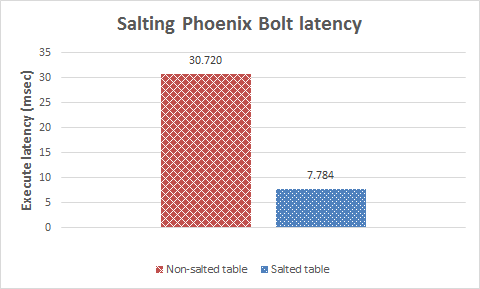 Salting Phoenix Bolt latency
Execute latency (msec)
35
30
25
20
15
10
5
0
30.720
7.784
Non-salted table
Salted table